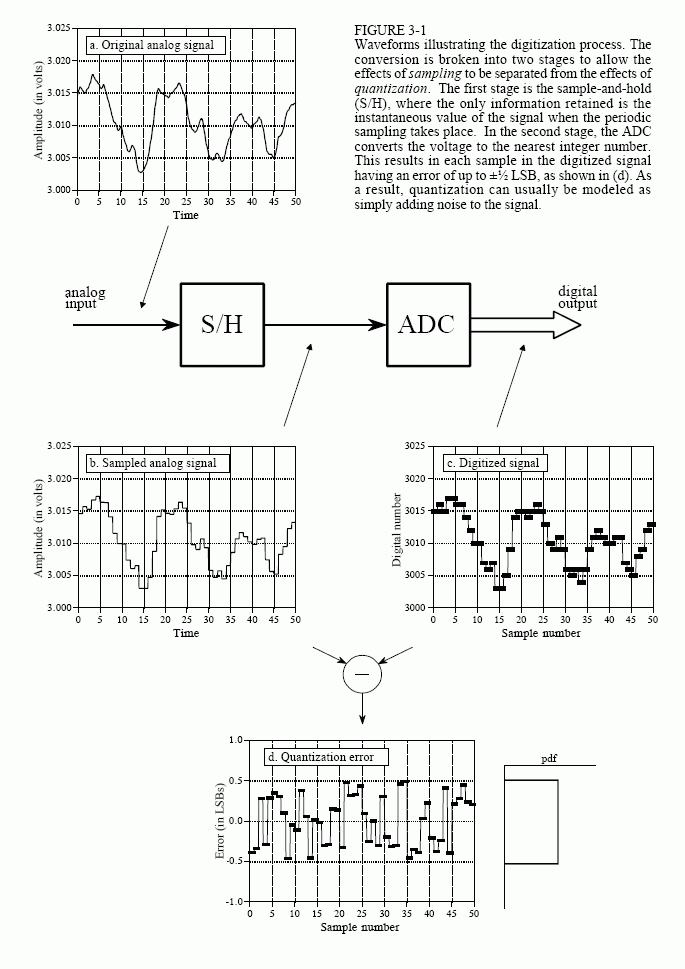 FIGURE 3-1
Waveforms illustrating the digitization process. The
conversion is broken into two stages to allow the
effects of sampling to be separated from the effects of
quantization. The first stage is the sample-and-hold
(S/H), where the only information retained is the
instantaneous value of the signal when the periodic
sampling takes place. In the second stage, the ADC
converts the voltage to the nearest integer number.
This results in each sample in the digitized signal
having an error of up to ±½ LSB, as shown in (d). As
a result, quantization can usually be modeled as
simply adding noise to the signal.
a. Original analog signal
Amplitude (in volts)
3.025
3.020
3.015
3.010
3.005
3.000
0 5 10 15 20 25 30 35 40 45 50
Time
analog
input
S/H
ADC
digital
output
b. Sampled analog signal
Amplitude (in volts)
3.025
3.020
3.015
3.010
3.005
3.000
0 5 10 15 20 25 30 35 40 45 50
Time
c. Digitized signal
Digital number
3025
3020
3015
3010
3005
3000
0 5 10 15 20 25 30 35 40 45 50
Sample number
−
d. Quantization error
Error (in LSBs)
1.0
0.5
0.0
-0.5
-1.0
0 5 10 15 20 25 30 35 40 45 50
Sample number
pdf